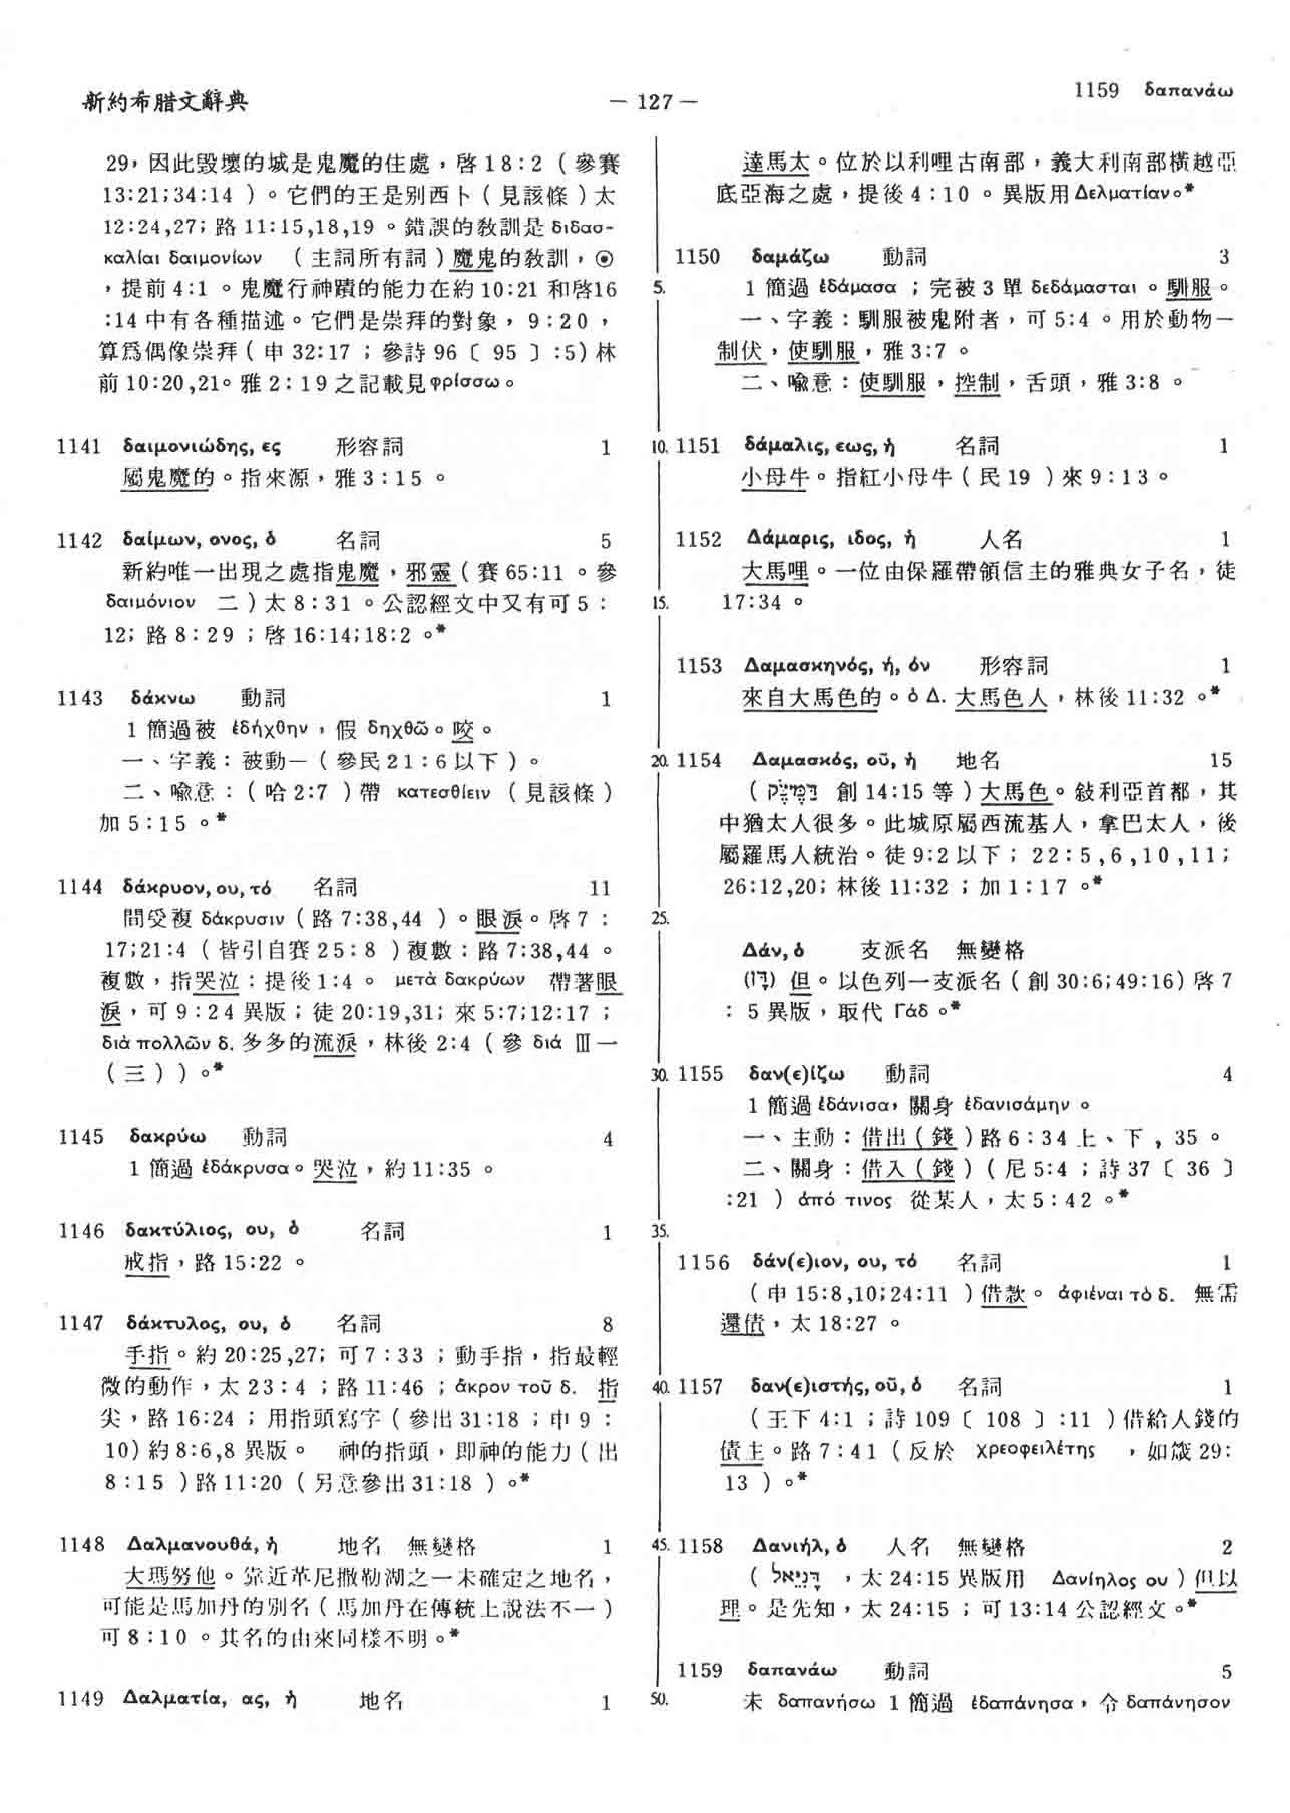 新約希腊文辭典
— 127 —
1159 δαπανάω
29，因此毀壞的城是鬼魔的住處，啓18:2（參賽
13:21;34:14 ）。它們的王是别西卜（見該條）太
12:24,27; 路 11:15,18,19 。錯誤的敎訓是 διδασ-
καλίαι δαιμονίων （主詞所有詞）魔鬼的敎訓，⦿
，提前 4:1 。鬼魔行神蹟的能力在約 10:21 和啓16
:14 中有各種描述。它們是崇拜的對象， 9:20 ，
算爲偶像崇拜（申 32:17 ；參詩 96〔 95 〕:5）林
前 10:20 ,21。雅 2:19 之記載見 φρίσσω。
1141 δαιμονιώδης, ες 形容詞 1
屬鬼魔的。指來源，雅 3:15 。
1142 δαίμων, ονος, ὁ 名詞 5
新約唯一出現之處指鬼魔，邪靈（賽 65:11 。參
δαιμόνιον 二）太 8:31 。公認經文中又有可 5 :
12; 路 8:29 ；啓 16:14;18:2 。*
1143 δάκνω 動詞 1
1 簡過被 ἐδήχθην，假 δηχθῶ。咬。
一、字義：被動—（參民 21:6 以下）。
二、喩意：（哈 2:7 ）帶 κατεσθίειν （見該條）
加 5:15 。*
1144 δάκρυον, ου, τό 名詞 11
間受複 δάκρυσιν（路 7:38,44 ）。眼淚。啓 7 :
17;21:4 （皆引自賽 25:8 ）複數：路 7:38,44 。
複數，指哭泣：提後 1:4 。 μετὰ δακρύων 帶著眼
淚，可 9:24 異版；徒 20:19,31; 來 5:7;12:17 ；
διὰ πολλῶν δ. 多多的流淚，林後 2:4（參 διά Ⅲ一
（三））。*
1145 δακρύω 動詞 4
1 簡過 ἐδάκρυσα。哭泣，約 11:35 。
1146 δακτύλιος, ου, ὁ 名詞 1
戒指，路 15:22 。
1147 δάκτυλος, ου, ὁ 名詞 8
手指。約 20:25,27; 可 7:33 ；動手指，指最輕
微的動作，太 23:4 ；路 11:46 ；ἄκρον τοῦ δ. 指
尖，路 16:24 ；用指頭寫字（參出 31:18 ；申 9 :
10）約 8:6,8 異版。 神的指頭，即神的能力（出
8:15 ）路 11:20（另意參出 31:18 ）。*
1148 Δαλμανουθά, ἡ 地名 無變格 1
大瑪努他。靠近革尼撒勒湖之一未確定之地名，
可能是馬加丹的別名（馬加丹在傳統上說法不一）
可 8:10 。其名的由來同樣不明。*
1149 Δαλματία, ας, ἡ 地名 1
5.
10.
15.
20.
25.
30.
35.
40.
45.
50.
達馬太。位於以利哩古南部，義大利南部橫越亞
底亞海之處，提後 4:10 。異版用 Δελματίαν。*
1150 δαμάζω 動詞 3
1 簡過 ἐδάμασα ；完被 3 單 δεδάμασται 。馴服。
一、字義：馴服被鬼附者，可 5:4 。用於動物—
制伏，使馴服，雅 3:7 。
二、喩意：使馴服，控制，舌頭，雅 3:8 。
1151 δάμαλις, εως, ἡ 名詞 1
小母牛。指紅小母牛（民 19 ）來 9:13 。
1152 Δάμαρις, ιδος, ἡ 人名 1
大馬哩。一位由保羅帶領信主的雅典女子名，徒
17:34 。
1153 Δαμασκηνός, ή, όν 形容詞 1
來自大馬色的。ὁ Δ. 大馬色人，林後 11:32 。*
1154 Δαμασκός, οῦ, ἡ 地名 15
（ דַּמֶּשֶׂק 創 14:15 等）大馬色。敍利亞首都，其
中猶太人很多。此城原屬西流基人，拿巴太人，後
屬羅馬人統治。徒 9:2 以下； 22:5,6,10,11;
26:12,20; 林後 11:32 ；加 1:17 。*
Δάν, ὁ 支派名 無變格
(דָּן) 但。以色列一支派名（創 30:6;49:16) 啓 7
: 5 異版，取代 Γάδ 。*
1155 δαν(ε)ίζω 動詞 4
1 簡過 ἐδάνισα，關身 ἐδανισάμην 。
一、主動：借出（錢）路 6:34 上、下 , 35 。
二、關身：借入（錢）（尼 5:4 ；詩 37〔 36 〕
:21 ）ἀπό τινος 從某人，太 5:42 。*
1156 δάν(ε)ιον, ου, τό 名詞 1
（申 15:8,10;24:11 ）借款。ἀφιέναι τὸ δ. 無需
還債，太 18:27 。
1157 δαν(ε)ιστής, οῦ, ὁ 名詞 1
（王下 4:1 ；詩 109〔 108 〕:11 ）借給人錢的
債主。路 7:41（反於 χρεοφειλέτης ，如箴 29:
13 ）。*
1158 Δανιήλ, ὁ 人名 無變格 2
（ דָּנִיֵּאל ，太 24:15 異版用 Δανίηλος ου ）但以
理。是先知，太 24:15 ；可 13:14 公認經文。*
1159 δαπανάω 動詞 5
未 δαπανήσω 1 簡過 ἐδαπάνησα，令 δαπάνησον